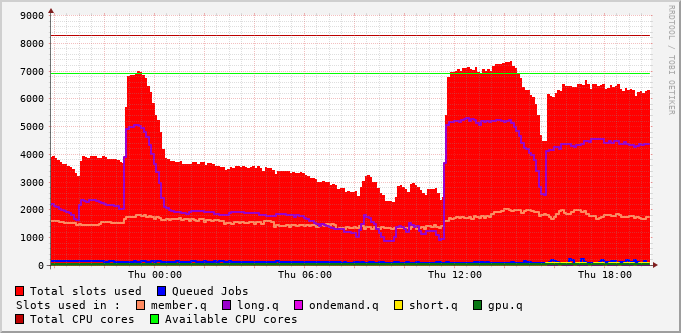 RRDTOOL / TOBI OETIKER
9000
8000
7000
6000
5000
4000
3000
2000
1000
0
Thu 00:00 Thu 06:00 Thu 12:00 Thu 18:00
Total slots used Queued Jobs
Slots used in : member.q long.q ondemand.q short.q gpu.q
Total CPU cores Available CPU cores